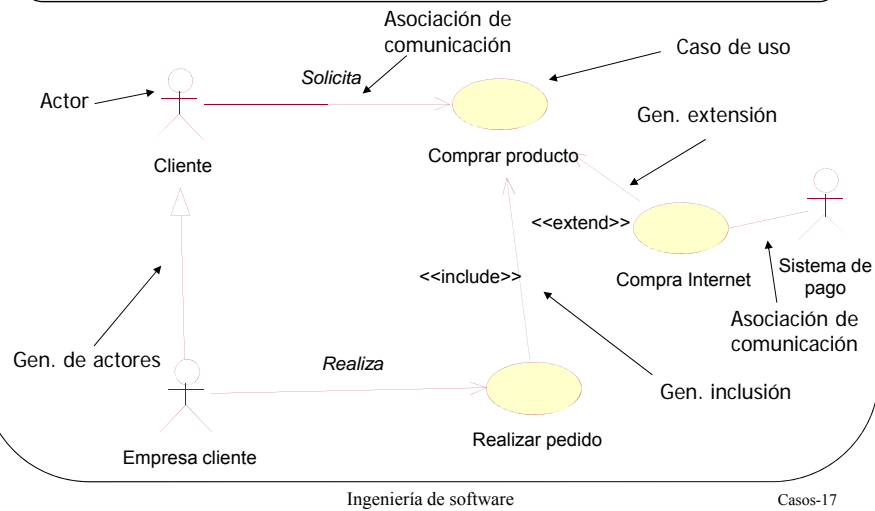 Asociación de
comunicación
Caso de uso
Solicita
Actor
Gen. extensión
Comprar producto
Cliente
<<extend>>
Compra Internet
Sistema de
pago
<<include>>
Asociación de
comunicación
Gen. de actores
Realiza
Gen. inclusión
Realizar pedido
Empresa cliente
Ingeniería de software
Casos-17